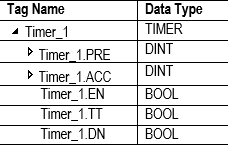 Tag Name Data Type
Timer_1 TIMER
Timer_1.PRE DINT
Timer_1.ACC DINT
Timer_1.EN BOOL
Timer_1.TT BOOL
Timer_1.DN BOOL